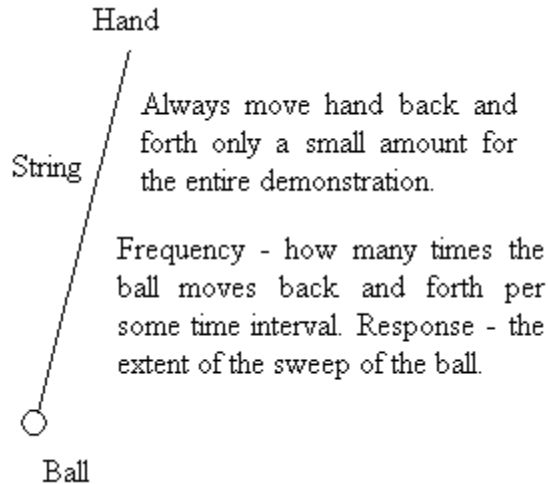 Hand
Always move hand back and
forth only a small amount for
String
the entire demonstration.
Frequency - how many times the
ball moves back and forth per
some time interval. Response - the
extent of the sweep of the ball.
Ball